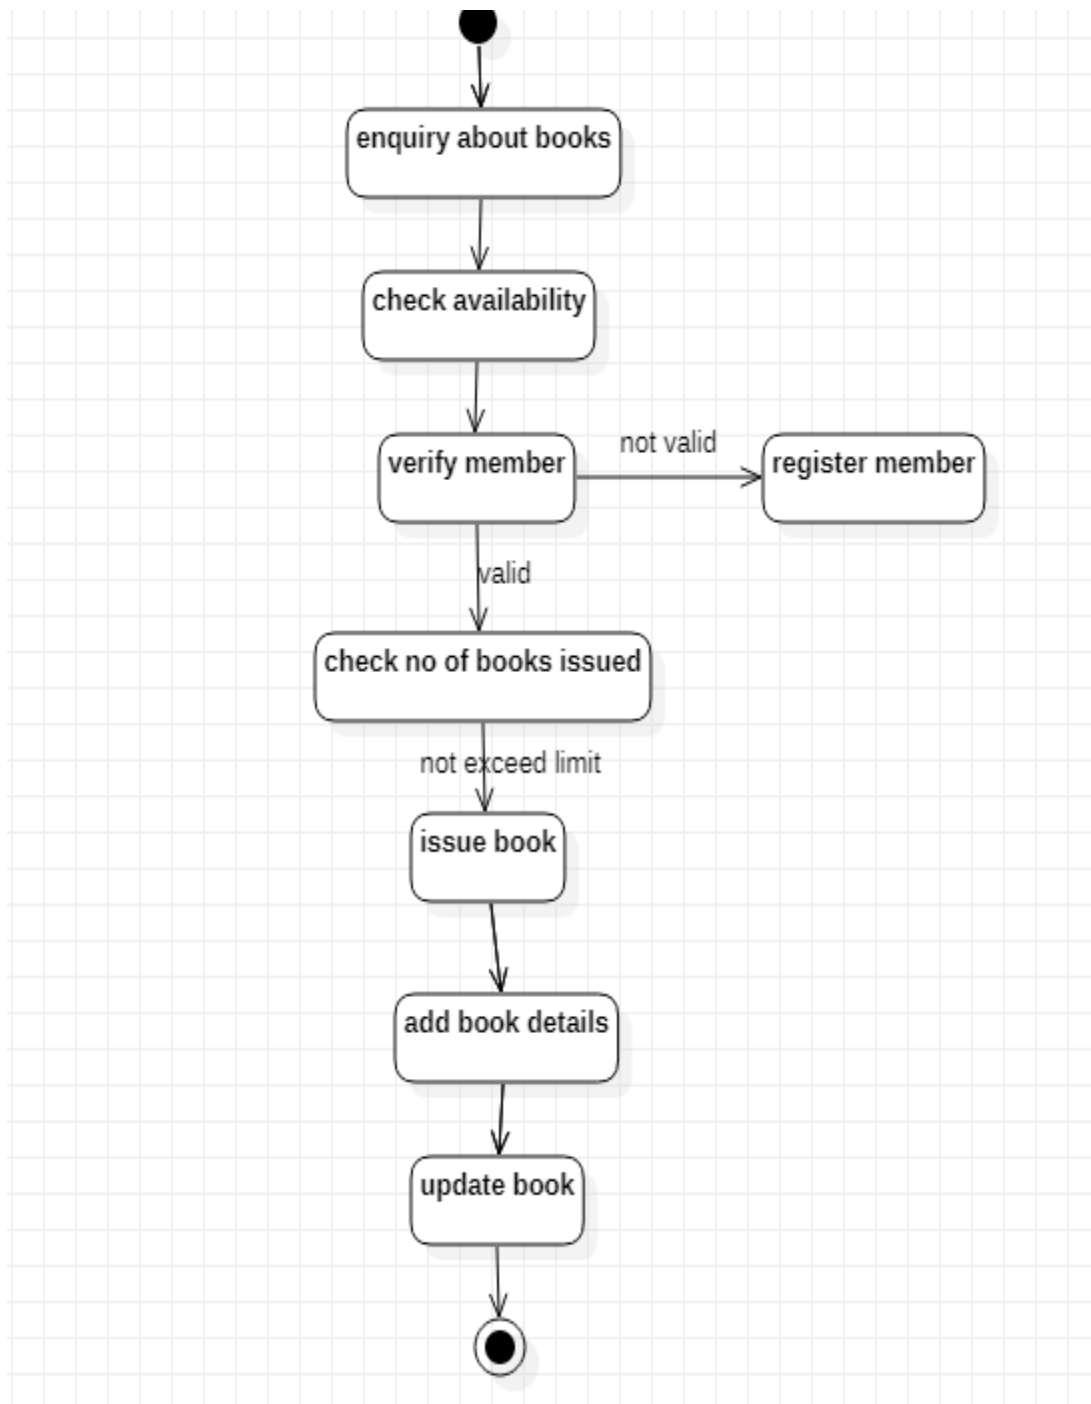 enquiry about books
check availability
verify member
not valid
register member
valid
check no of books issued
not exceed limit
issue book
add book details
update book